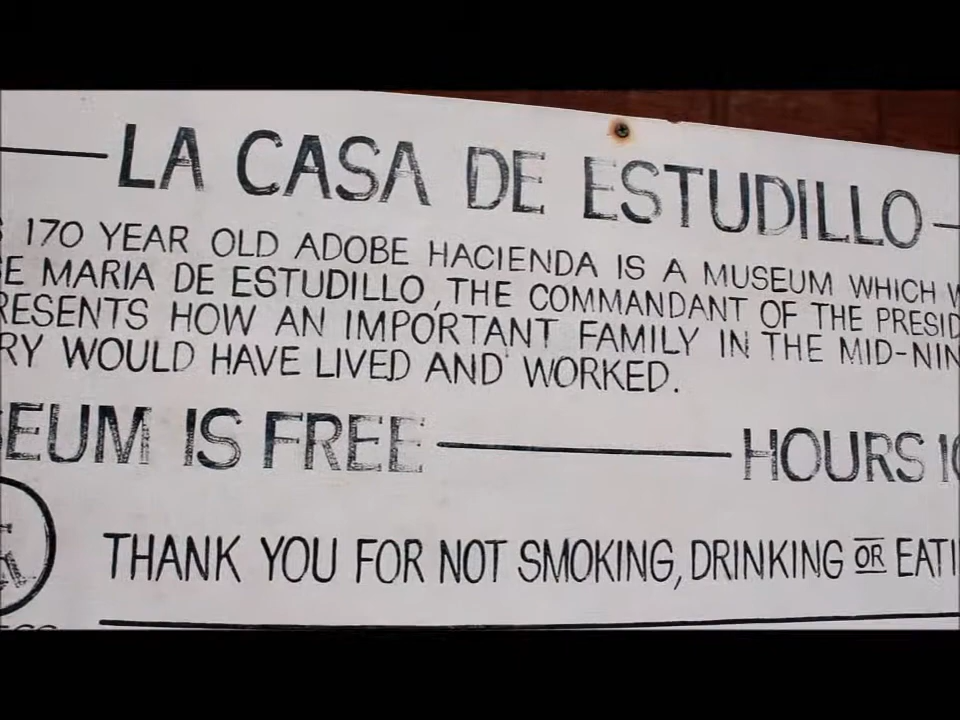 LA CASA DE ESTUDILLO
170 YEAR OLD ADOBE HACIENDA IS A MUSEUM WHICH
MARIA DE ESTUDILLO, THE COMMANDANT OF THE PRESID
RESENTS HOW AN IMPORTANT FAMILY IN THE MID-NIN
RY WOULD HAVE LIVED AND WORKED.
EUM IS FREE HOURS 10
THANK YOU FOR NOT SMOKING, DRINKING OR EATI